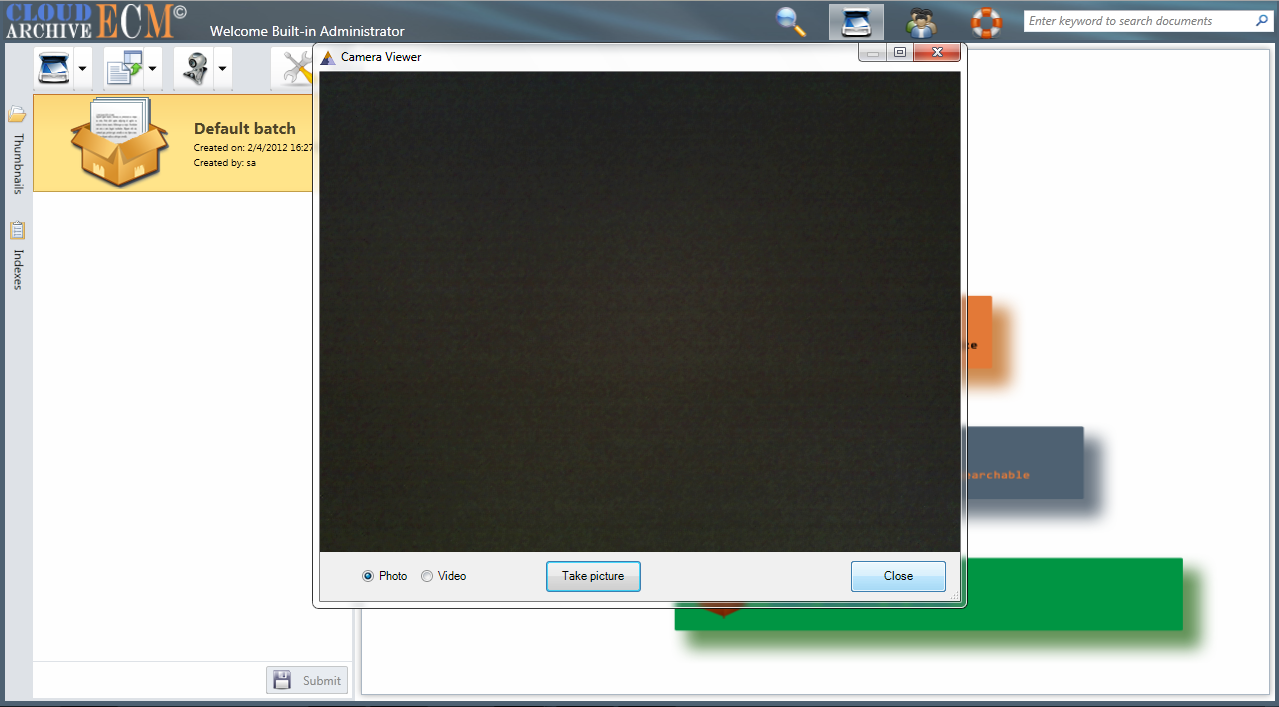 CLOUD
ARCHIVE
ECM©
Welcome Built-in Administrator
Enter keyword to search documents
Camera Viewer
Thumbnails
Indexes
Default batch
Created on: 2/4/2012 16:27
Created by: sa
Photo
Video
Take picture
Close
Submit